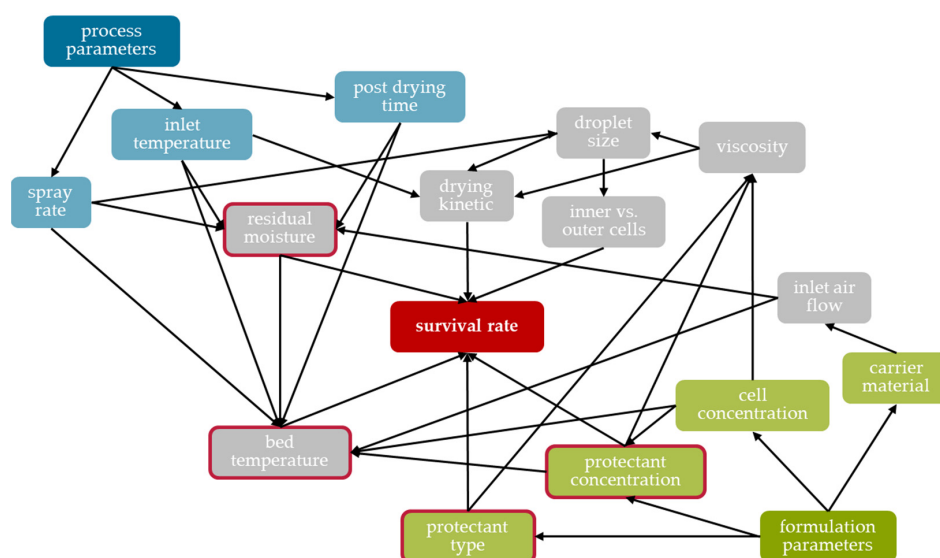 process
parameters
post drying
time
inlet
temperature
droplet
size
viscosity
spray
rate
drying
kinetic
residual
moisture
inner vs.
outer cells
inlet air
flow
survival rate
carrier
material
cell
concentration
bed
temperature
protectant
concentration
protectant
type
formulation
parameters